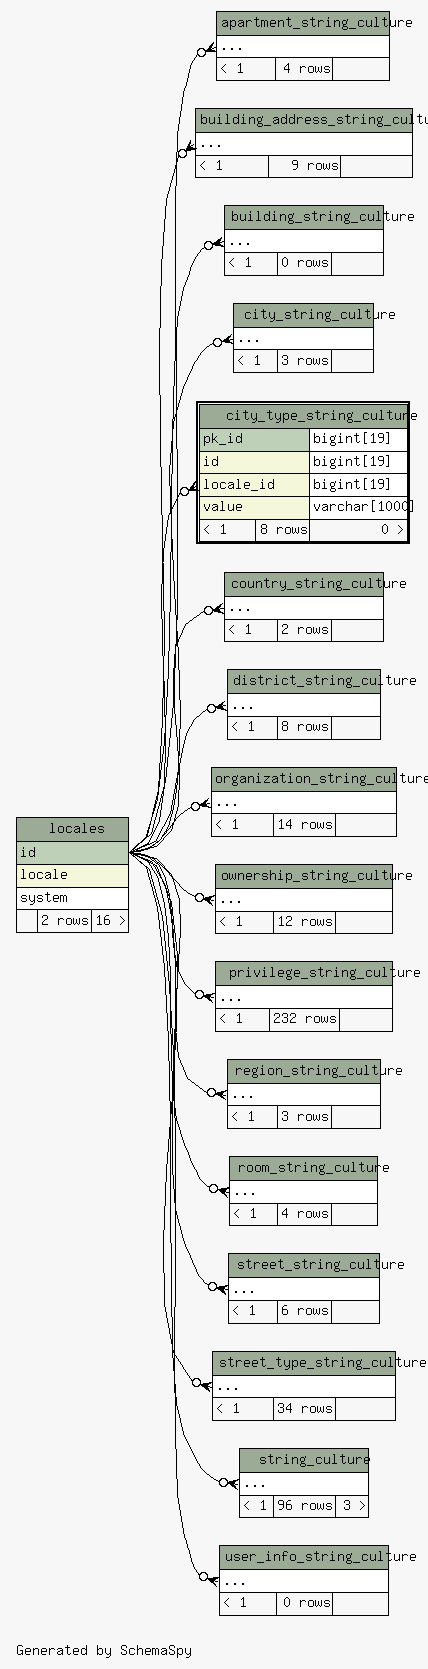 apartment_string_culture
...
< 1 4 rows
building_address_string_cultu
...
< 1 9 rows
building_string_culture
...
< 1 0 rows
city_string_culture
...
< 1 3 rows
city_type_string_culture
pk_id bigint[19]
id bigint[19]
locale_id bigint[19]
value varchar[1000]
< 1 8 rows 0 >
country_string_culture
...
< 1 2 rows
district_string_culture
...
< 1 8 rows
organization_string_culture
...
< 1 14 rows
locales
id
locale
system
2 rows 16 >
ownership_string_culture
...
< 1 12 rows
privilege_string_culture
...
< 1 232 rows
region_string_culture
...
< 1 3 rows
room_string_culture
...
< 1 4 rows
street_string_culture
...
< 1 6 rows
street_type_string_culture
...
< 1 34 rows
string_culture
...
< 1 96 rows 3 >
user_info_string_culture
...
< 1 0 rows
Generated by SchemaSpy